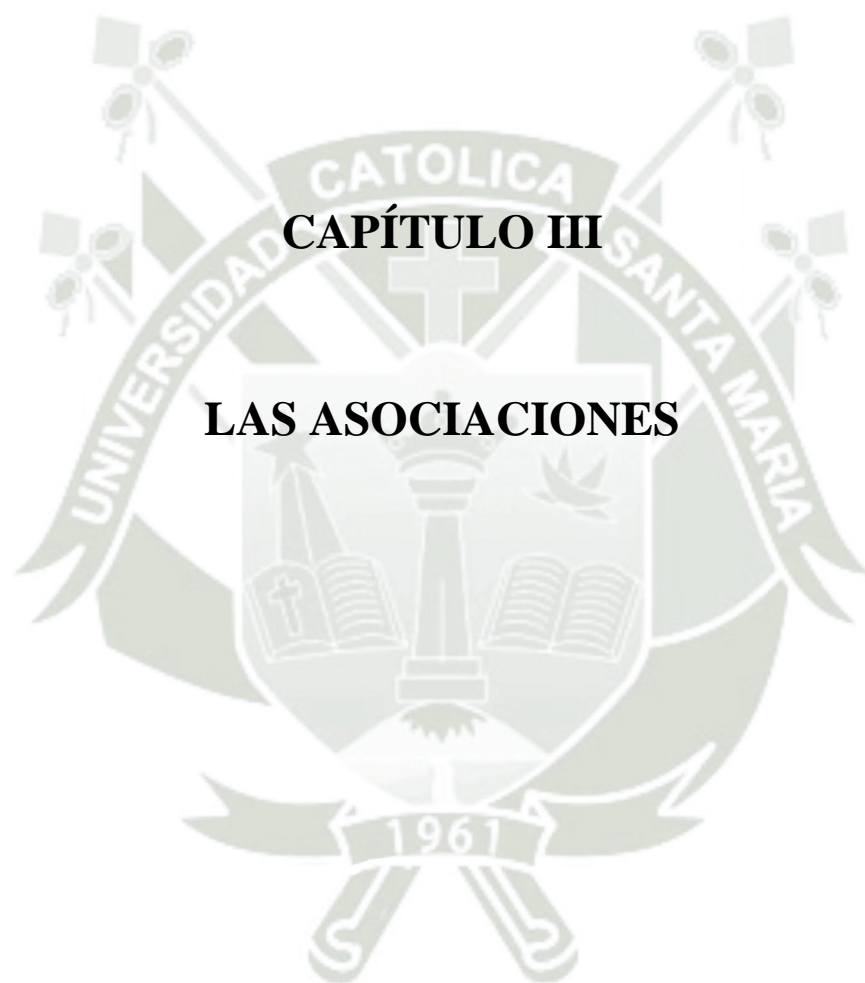 CATOLICA
CAPÍTULO III
UNIVERSIDAD
SANTA MARIA
LAS ASOCIACIONES
1961